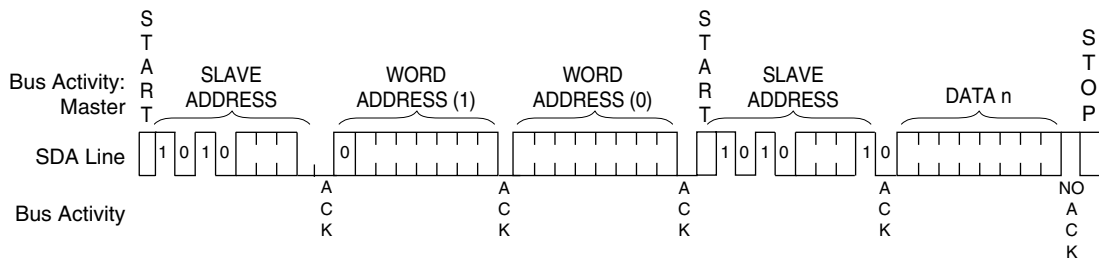 START
START
STOP
Bus Activity:
Master
SLAVE
ADDRESS
WORD
ADDRESS (1)
WORD
ADDRESS (0)
SLAVE
ADDRESS
DATA n
SDA Line
1 0 1 0
0
1 0 1 0
1 0
Bus Activity
ACK
ACK
ACK
ACK
NO
ACK